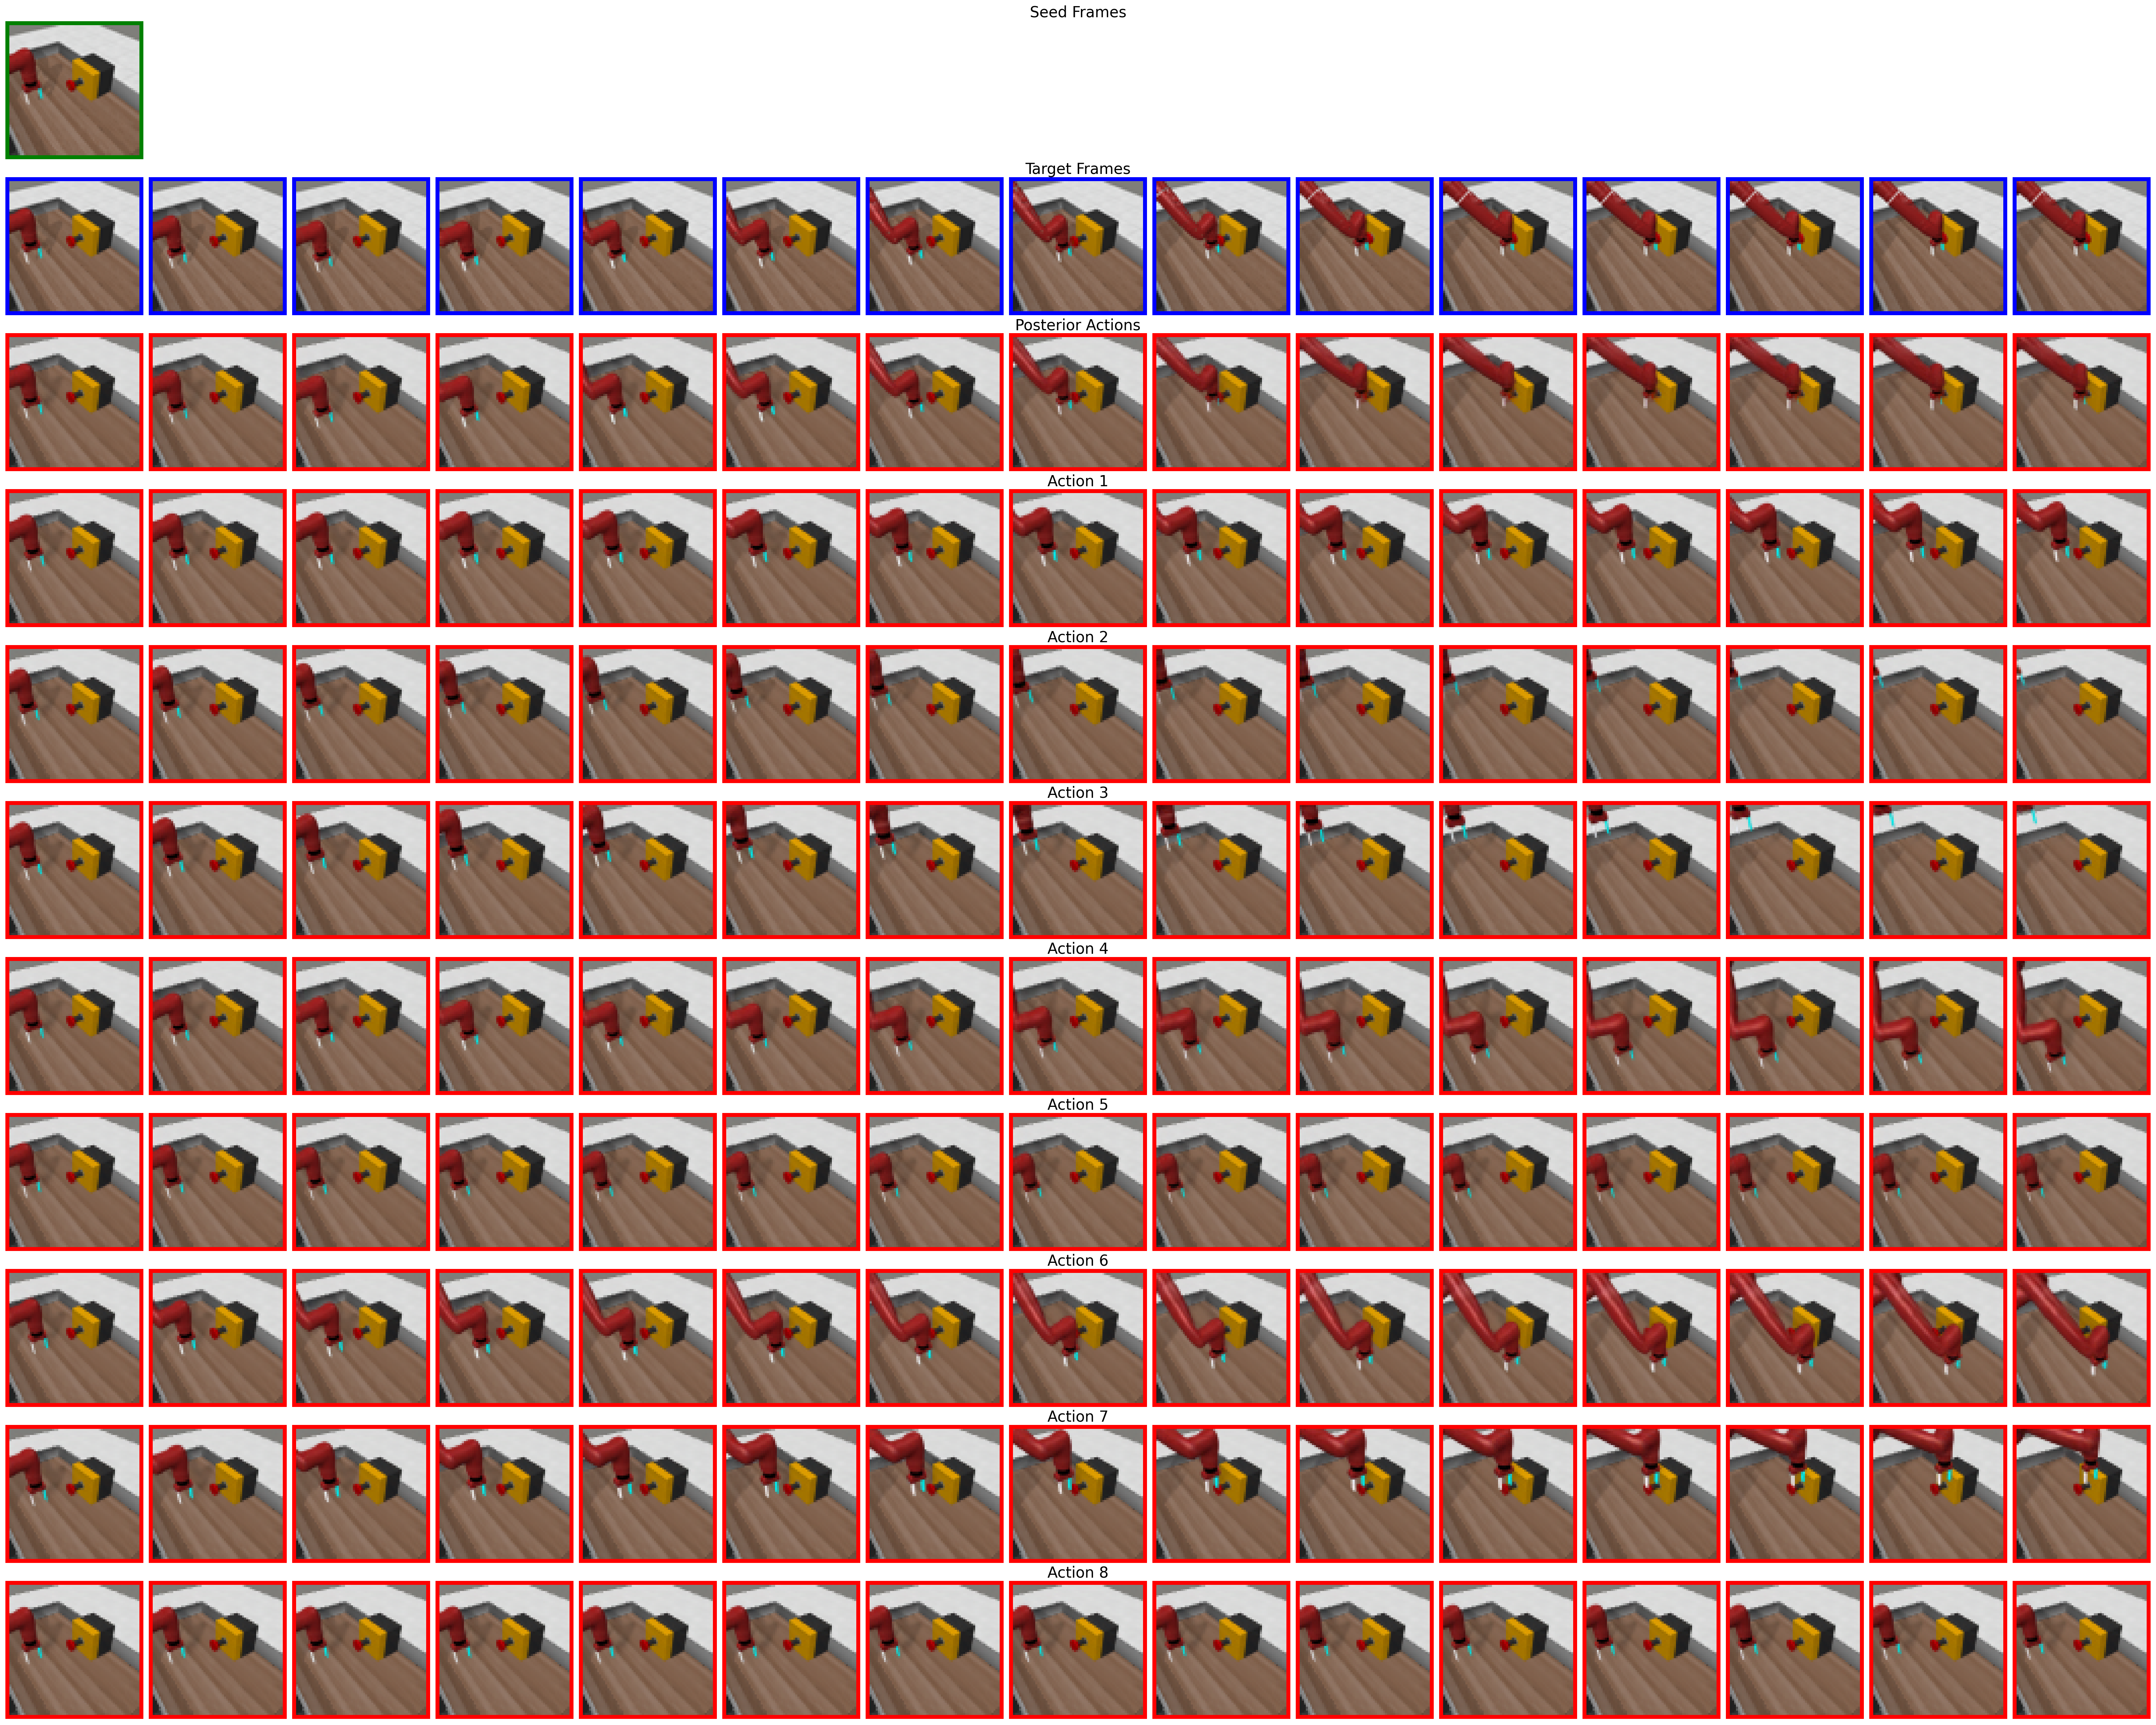 Seed Frames
Target Frames
Posterior Actions
Action 1
Action 2
Action 3
Action 4
Action 5
Action 6
Action 7
Action 8